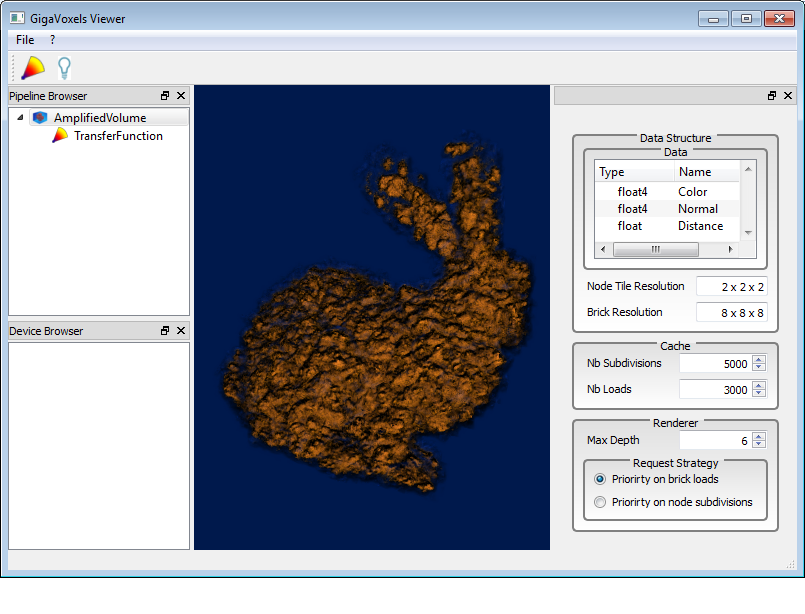 GigaVoxels Viewer
File ?
Pipeline Browser
AmplifiedVolume
TransferFunction
Device Browser
Data Structure
Data
Type Name
float4 Color
float4 Normal
float Distance
Node Tile Resolution 2 x 2 x 2
Brick Resolution 8 x 8 x 8
Cache
Nb Subdivisions 5000
Nb Loads 3000
Renderer
Max Depth 6
Request Strategy
Priorirty on brick loads
Priorirty on node subdivisions